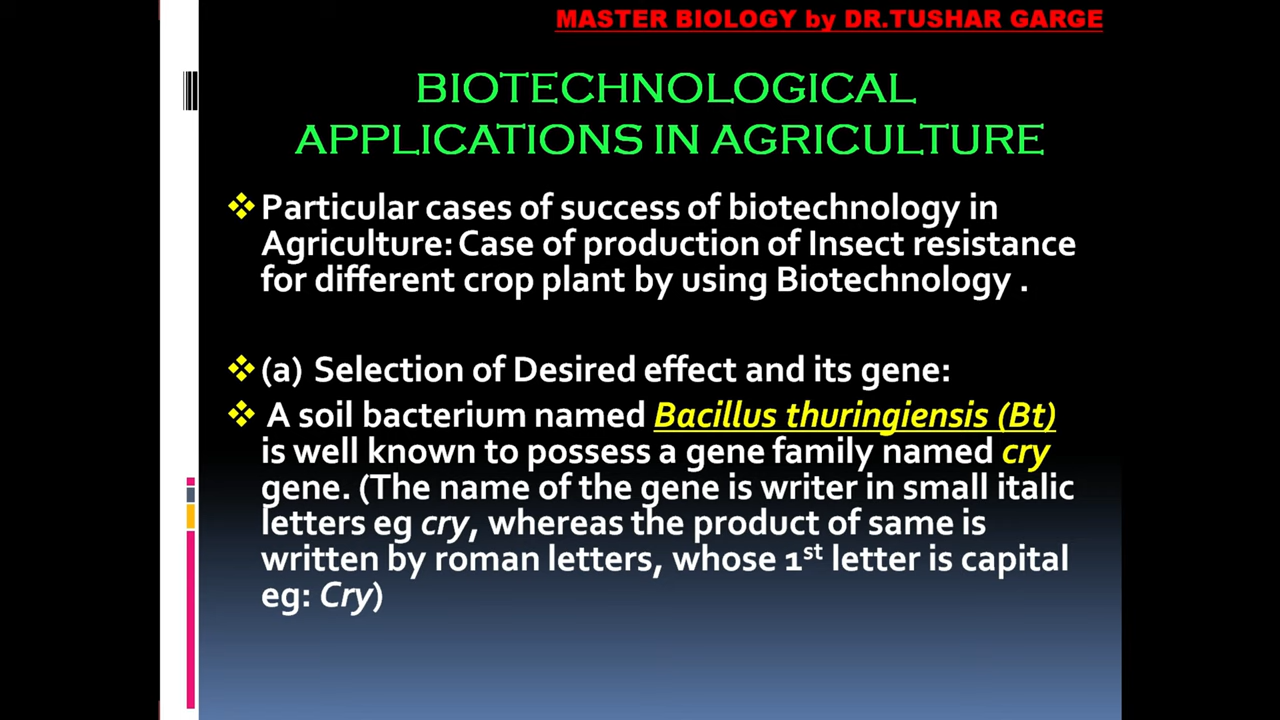 MASTER BIOLOGY by DR.TUSHAR GARGE
BIOTECHNOLOGICAL
APPLICATIONS IN AGRICULTURE
Particular cases of success of biotechnology in
Agriculture: Case of production of Insect resistance
for different crop plant by using Biotechnology .
(a) Selection of Desired effect and its gene:
A soil bacterium named Bacillus thuringiensis (Bt)
is well known to possess a gene family named cry
gene. (The name of the gene is writer in small italic
letters eg cry, whereas the product of same is
written by roman letters, whose 1st letter is capital
eg: Cry)